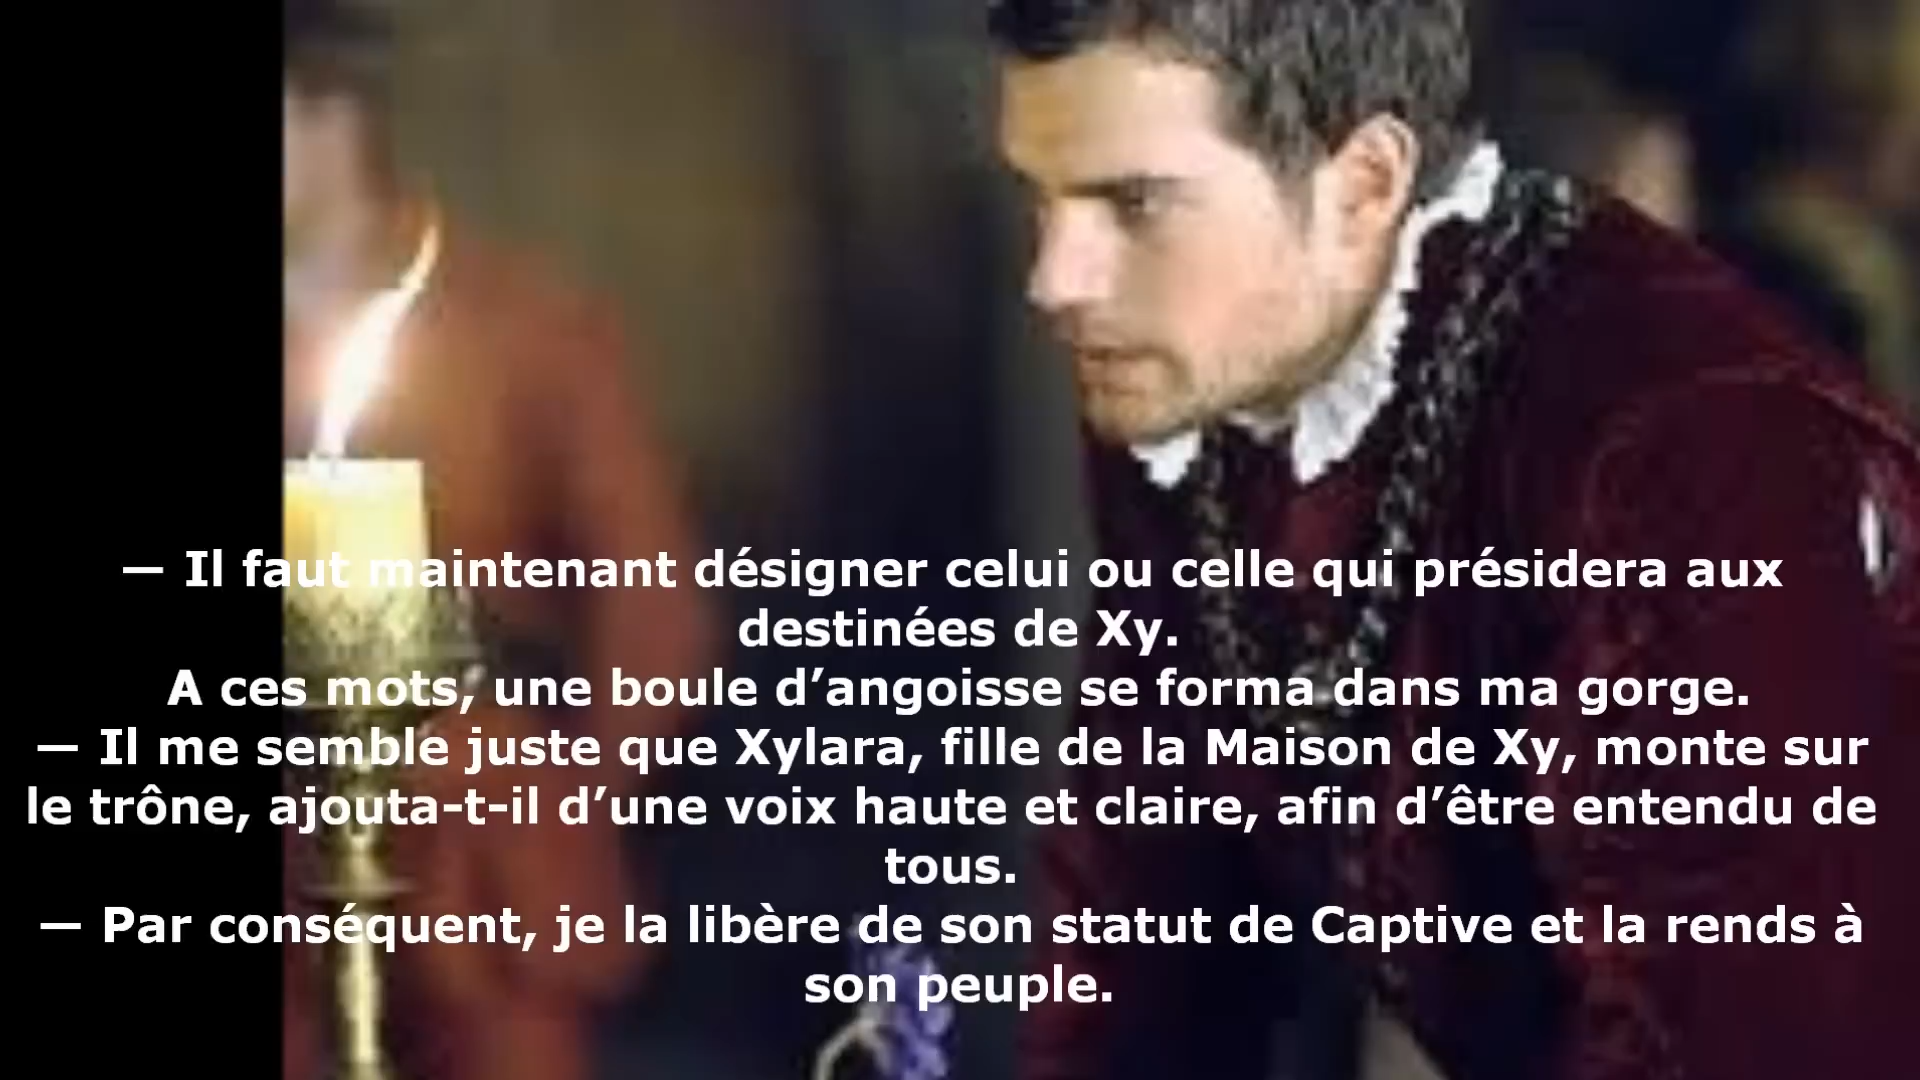 — Il faut maintenant désigner celui ou celle qui présidera aux
destinées de Xy.
A ces mots, une boule d’angoisse se forma dans ma gorge.
— Il me semble juste que Xylara, fille de la Maison de Xy, monte sur
le trône, ajouta-t-il d’une voix haute et claire, afin d’être entendu de
tous.
— Par conséquent, je la libère de son statut de Captive et la rends à
son peuple.